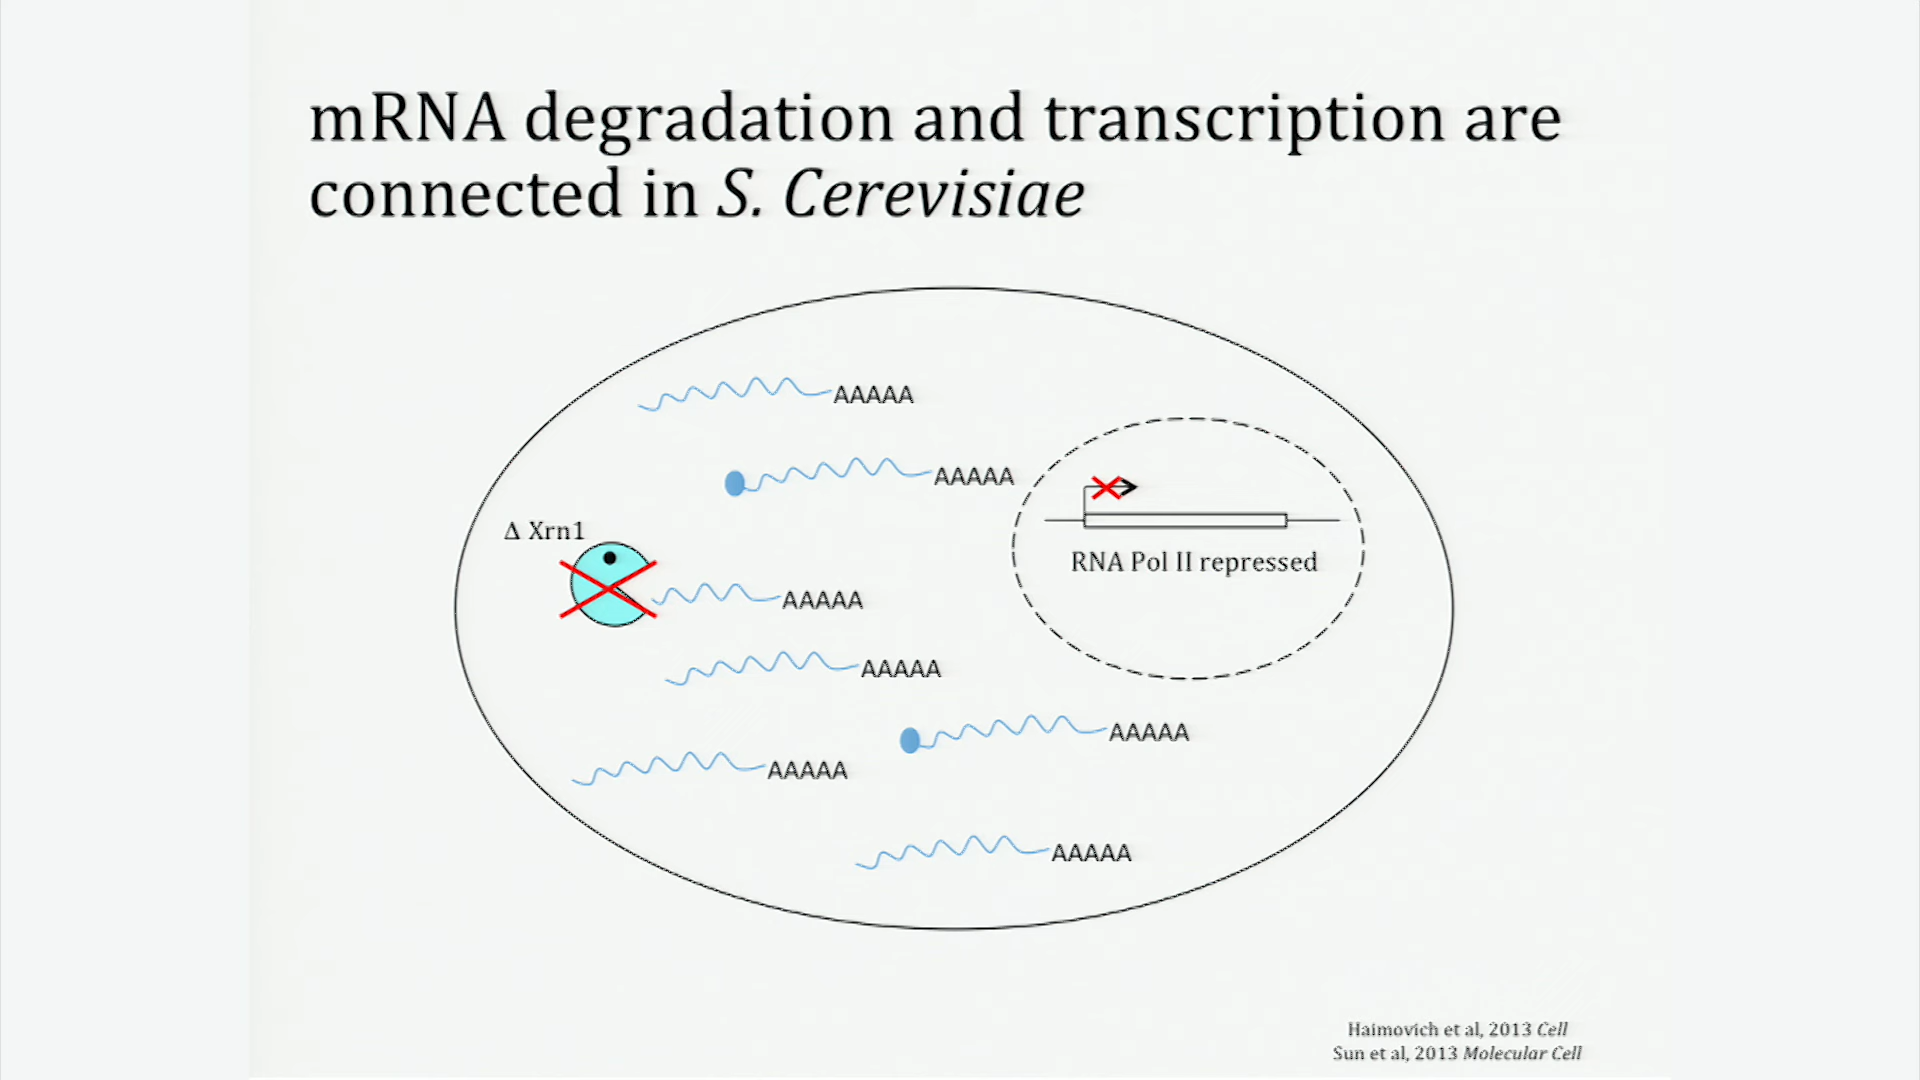 mRNA degradation and transcription are
connected in S. Cerevisiae
AAAAA
AAAAA
Δ Xrn1
RNA Pol II repressed
AAAAA
AAAAA
AAAAA
AAAAA
AAAAA
Haimovich et al, 2013 Cell
Sun et al, 2013 Molecular Cell